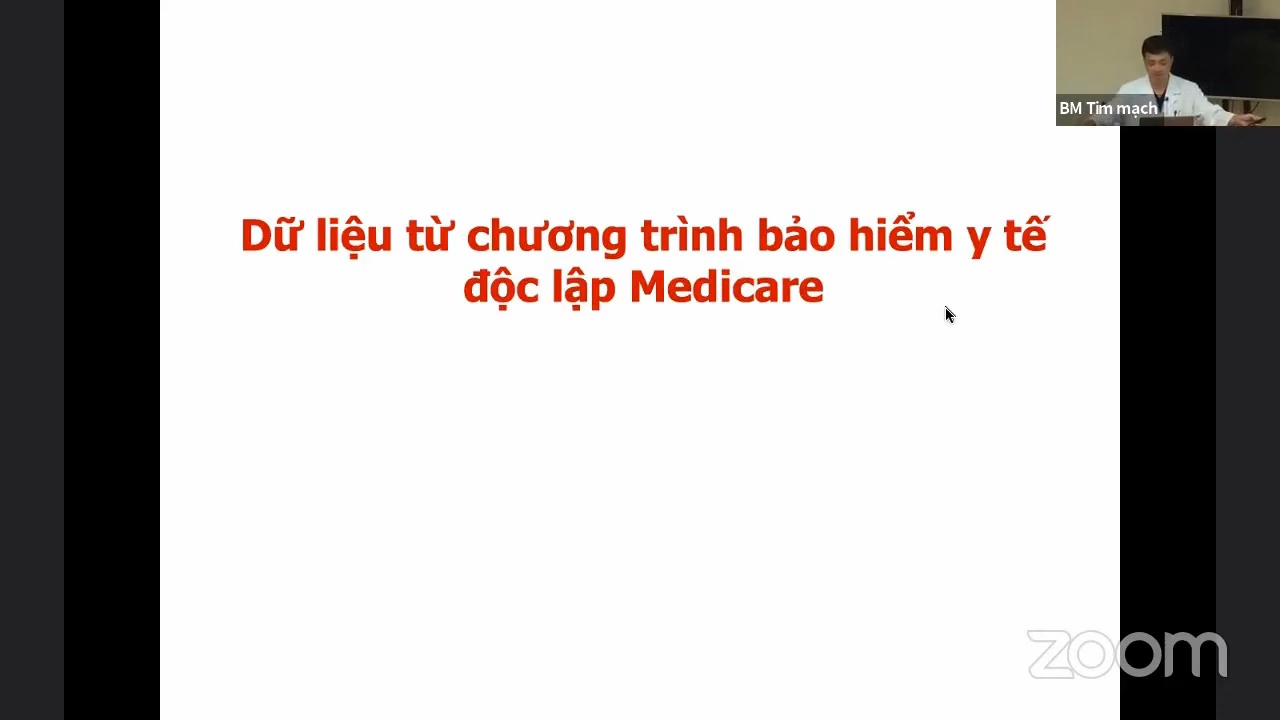 BM Tim mạch
Dữ liệu từ chương trình bảo hiểm y tế
độc lập Medicare
zoom